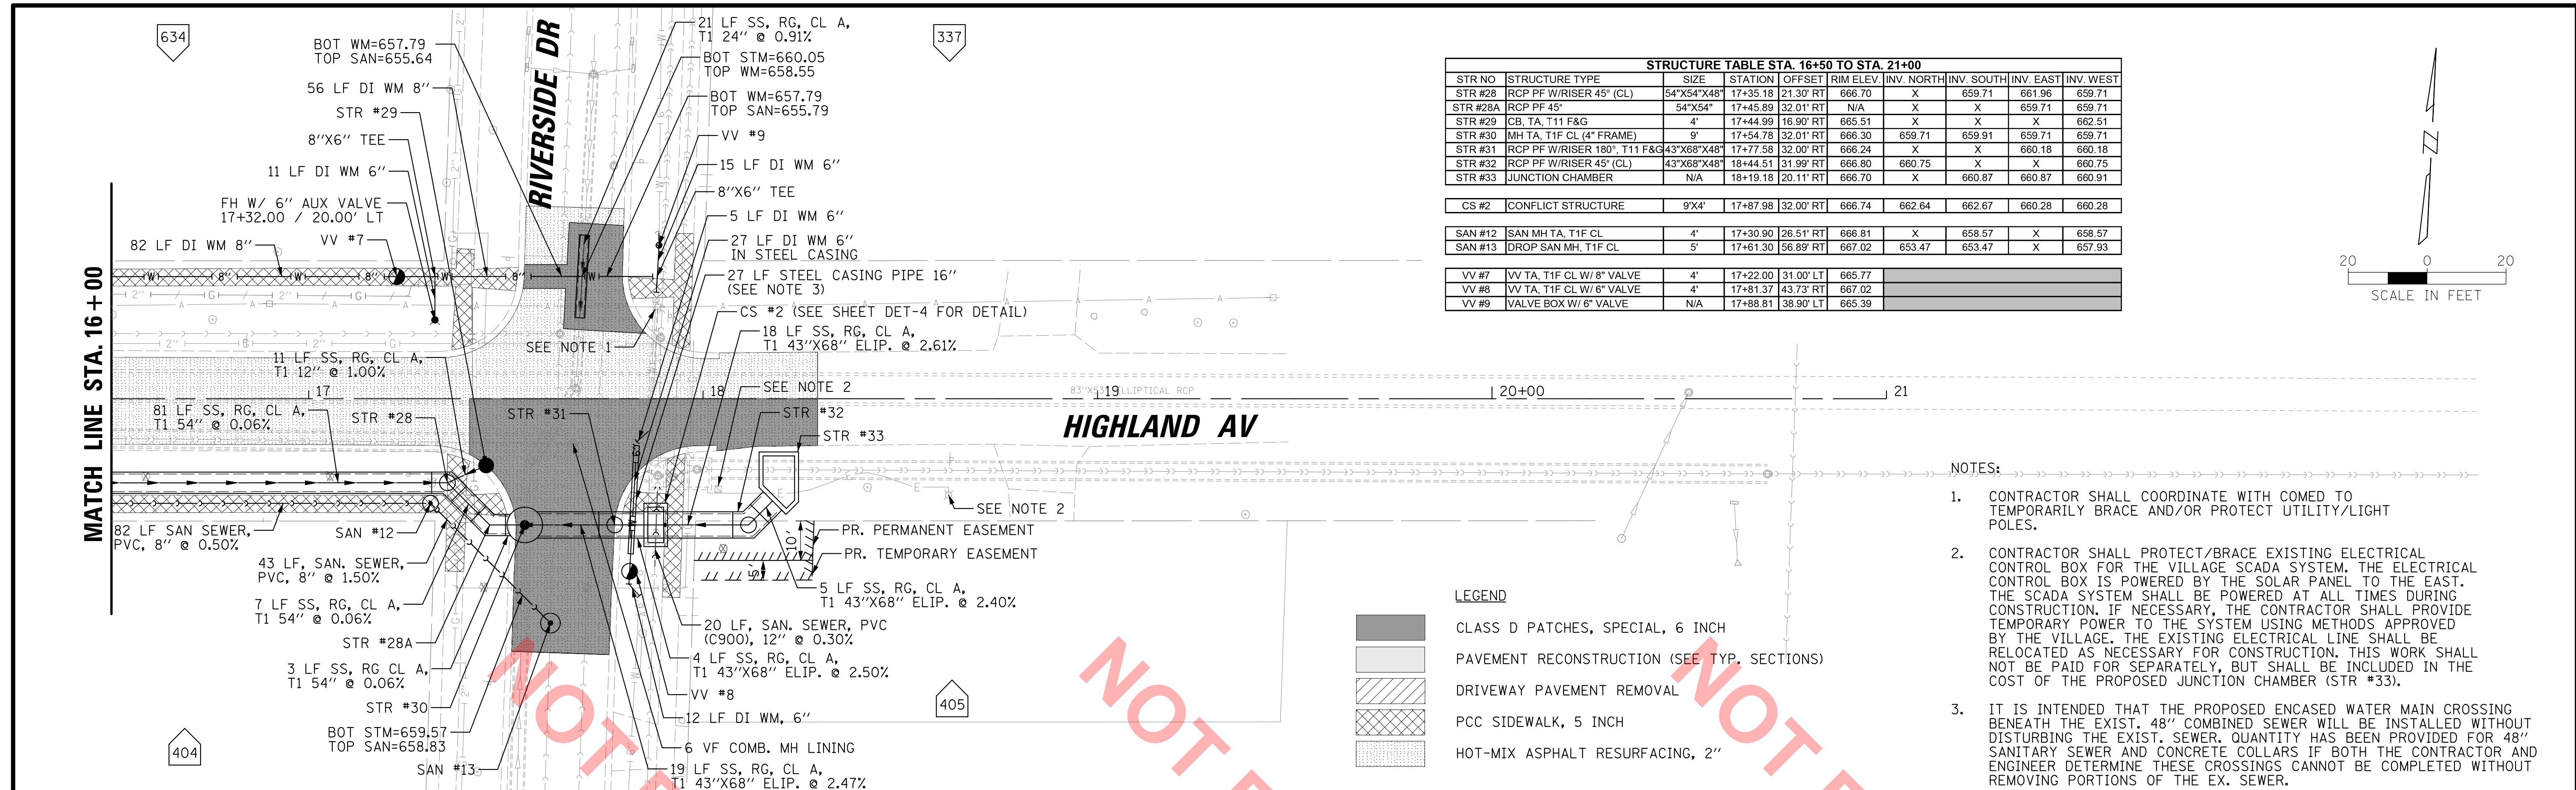 634
337
404
405
BOT WM=657.79
TOP SAN=655.64
56 LF DI WM 8"
STR #29
8"X6" TEE
11 LF DI WM 6"
FH W/ 6" AUX VALVE
17+32.00 / 20.00' LT
VV #7
82 LF DI WM 8"
MATCH LINE STA. 16+00
RIVERSIDE DR
21 LF SS, RG, CL A,
T1 24" @ 0.91%
BOT STM=660.05
TOP WM=658.55
BOT WM=657.79
TOP SAN=655.79
VV #9
15 LF DI WM 6"
8"X6" TEE
5 LF DI WM 6"
27 LF DI WM 6"
IN STEEL CASING
27 LF STEEL CASING PIPE 16"
(SEE NOTE 3)
CS #2 (SEE SHEET DET-4 FOR DETAIL)
18 LF SS, RG, CL A,
T1 43"X68" ELIP. @ 2.61%
SEE NOTE 1
11 LF SS, RG, CL A,
T1 12" @ 1.00%
17
18
19
20+00
21
83"X53" ELLIPTICAL RCP
SEE NOTE 2
81 LF SS, RG, CL A,
T1 54" @ 0.06%
STR #28
STR #31
STR #32
STR #33
HIGHLAND AV
SEE NOTE 2
82 LF SAN SEWER,
PVC, 8" @ 0.50%
SAN #12
PR. PERMANENT EASEMENT
PR. TEMPORARY EASEMENT
10'
5'
43 LF, SAN. SEWER,
PVC, 8" @ 1.50%
7 LF SS, RG, CL A,
T1 54" @ 0.06%
STR #28A
3 LF SS, RG CL A,
T1 54" @ 0.06%
STR #30
BOT STM=659.57
TOP SAN=658.83
SAN #13
5 LF SS, RG, CL A,
T1 43"X68" ELIP. @ 2.40%
20 LF, SAN. SEWER, PVC
(C900), 12" @ 0.30%
4 LF SS, RG, CL A,
T1 43"X68" ELIP. @ 2.50%
VV #8
12 LF DI WM, 6"
6 VF COMB. MH LINING
19 LF SS, RG, CL A,
T1 43"X68" ELIP. @ 2.47%
STRUCTURE TABLE STA. 16+50 TO STA. 21+00
STR NO STRUCTURE TYPE SIZE STATION OFFSET RIM ELEV. INV. NORTH INV. SOUTH INV. EAST INV. WEST
STR #28 RCP PF W/RISER 45° (CL) 54"X54"X48" 17+35.18 21.30' RT 666.70 X 659.71 661.96 659.71
STR #28A RCP PF 45° 54"X54" 17+45.89 32.01' RT N/A X X 659.71 659.71
STR #29 CB, TA, T11 F&G 4' 17+44.99 16.90' RT 665.51 X X X 662.51
STR #30 MH TA, T1F CL (4" FRAME) 9' 17+54.78 32.01' RT 666.30 659.71 659.91 659.71 659.71
STR #31 RCP PF W/RISER 180°, T11 F&G 43"X68"X48" 17+77.58 32.00' RT 666.24 X X 660.18 660.18
STR #32 RCP PF W/RISER 45° (CL) 43"X68"X48" 18+44.51 31.99' RT 666.80 660.75 X X 660.75
STR #33 JUNCTION CHAMBER N/A 18+19.18 20.11' RT 666.70 X 660.87 660.87 660.91
CS #2 CONFLICT STRUCTURE 9'X4' 17+87.98 32.00' RT 666.74 662.64 662.67 660.28 660.28
SAN #12 SAN MH TA, T1F CL 4' 17+30.90 26.51' RT 666.81 X 658.57 X 658.57
SAN #13 DROP SAN MH, T1F CL 5' 17+61.30 56.89' RT 667.02 653.47 653.47 X 657.93
VV #7 VV TA, T1F CL W/ 8" VALVE 4' 17+22.00 31.00' LT 665.77
VV #8 VV TA, T1F CL W/ 6" VALVE 4' 17+81.37 43.73' RT 667.02
VV #9 VALVE BOX W/ 6" VALVE N/A 17+88.81 38.90' LT 665.39
20 0 20
SCALE IN FEET
LEGEND
CLASS D PATCHES, SPECIAL, 6 INCH
PAVEMENT RECONSTRUCTION (SEE TYP. SECTIONS)
DRIVEWAY PAVEMENT REMOVAL
PCC SIDEWALK, 5 INCH
HOT-MIX ASPHALT RESURFACING, 2"
NOTES:
1. CONTRACTOR SHALL COORDINATE WITH COMED TO
TEMPORARILY BRACE AND/OR PROTECT UTILITY/LIGHT
POLES.
2. CONTRACTOR SHALL PROTECT/BRACE EXISTING ELECTRICAL
CONTROL BOX FOR THE VILLAGE SCADA SYSTEM. THE ELECTRICAL
CONTROL BOX IS POWERED BY THE SOLAR PANEL TO THE EAST.
THE SCADA SYSTEM SHALL BE POWERED AT ALL TIMES DURING
CONSTRUCTION. IF NECESSARY, THE CONTRACTOR SHALL PROVIDE
TEMPORARY POWER TO THE SYSTEM USING METHODS APPROVED
BY THE VILLAGE. THE EXISTING ELECTRICAL LINE SHALL BE
RELOCATED AS NECESSARY FOR CONSTRUCTION. THIS WORK SHALL
NOT BE PAID FOR SEPARATELY, BUT SHALL BE INCLUDED IN THE
COST OF THE PROPOSED JUNCTION CHAMBER (STR #33).
3. IT IS INTENDED THAT THE PROPOSED ENCASED WATER MAIN CROSSING
BENEATH THE EXIST. 48" COMBINED SEWER WILL BE INSTALLED WITHOUT
DISTURBING THE EXIST. SEWER. QUANTITY HAS BEEN PROVIDED FOR 48"
SANITARY SEWER AND CONCRETE COLLARS IF BOTH THE CONTRACTOR AND
ENGINEER DETERMINE THESE CROSSINGS CANNOT BE COMPLETED WITHOUT
REMOVING PORTIONS OF THE EX. SEWER.
NOT
NOT
NOT